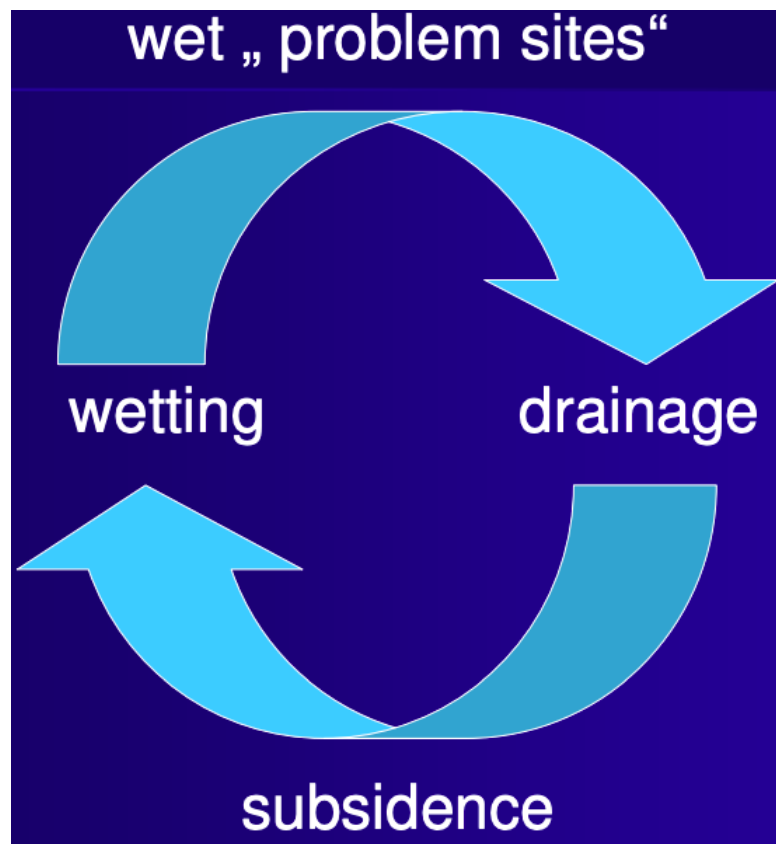 wet „ problem sites“
wetting
drainage
subsidence